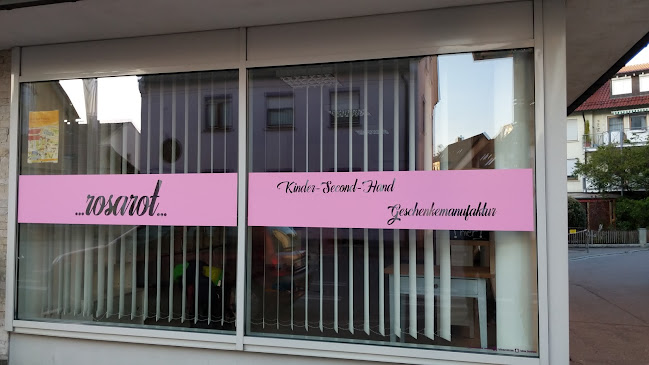 ...rosarot...
Kinder-Second-Hand
Geschenkemanufaktur